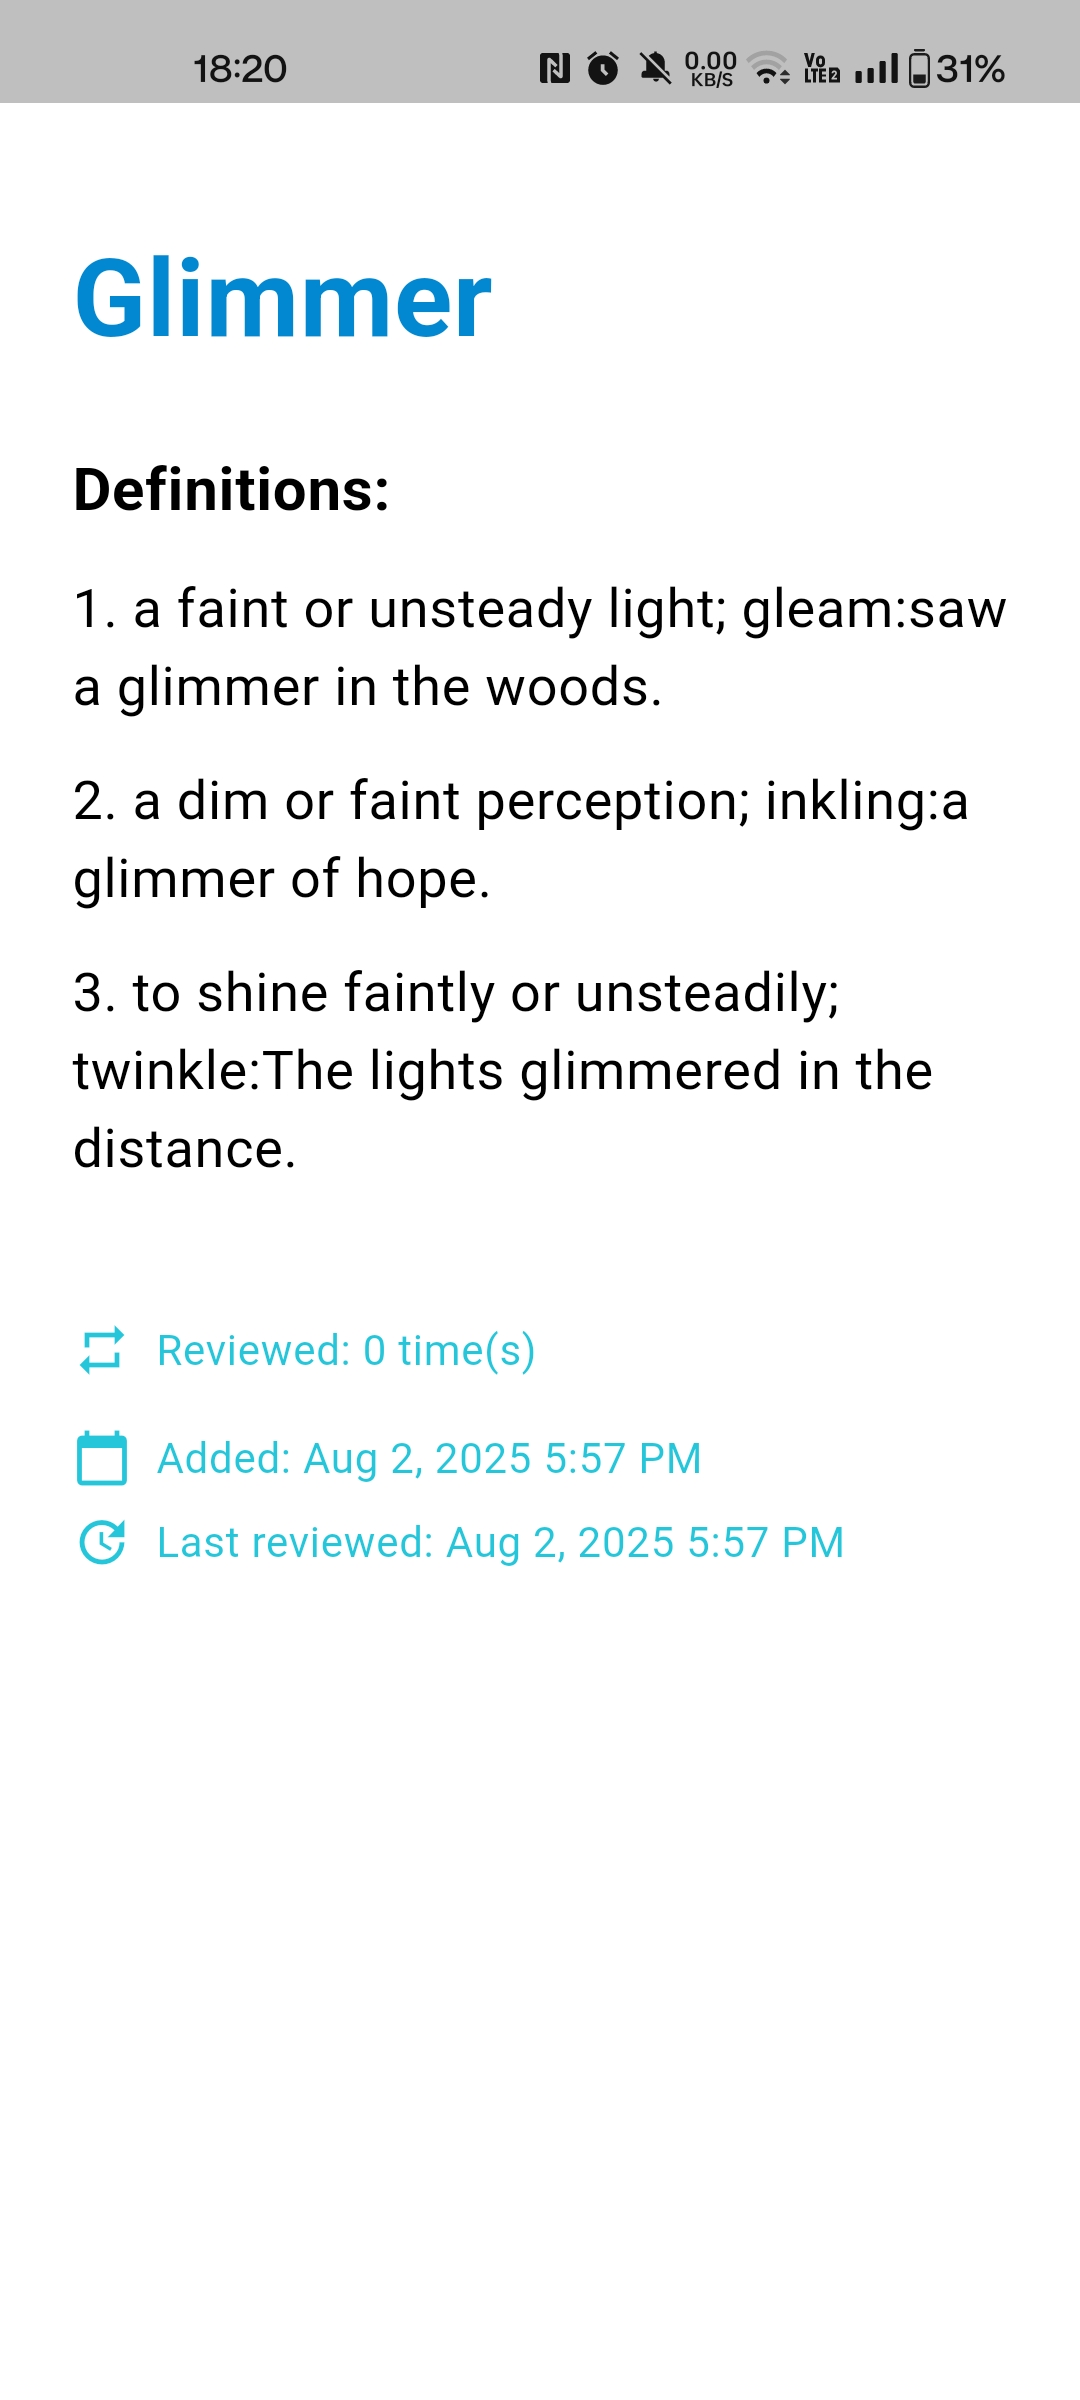 18:20 0.00 KB/S Vo LTE 2 31%
Glimmer
Definitions:
1. a faint or unsteady light; gleam:saw
a glimmer in the woods.
2. a dim or faint perception; inkling:a
glimmer of hope.
3. to shine faintly or unsteadily;
twinkle:The lights glimmered in the
distance.
Reviewed: 0 time(s)
Added: Aug 2, 2025 5:57 PM
Last reviewed: Aug 2, 2025 5:57 PM